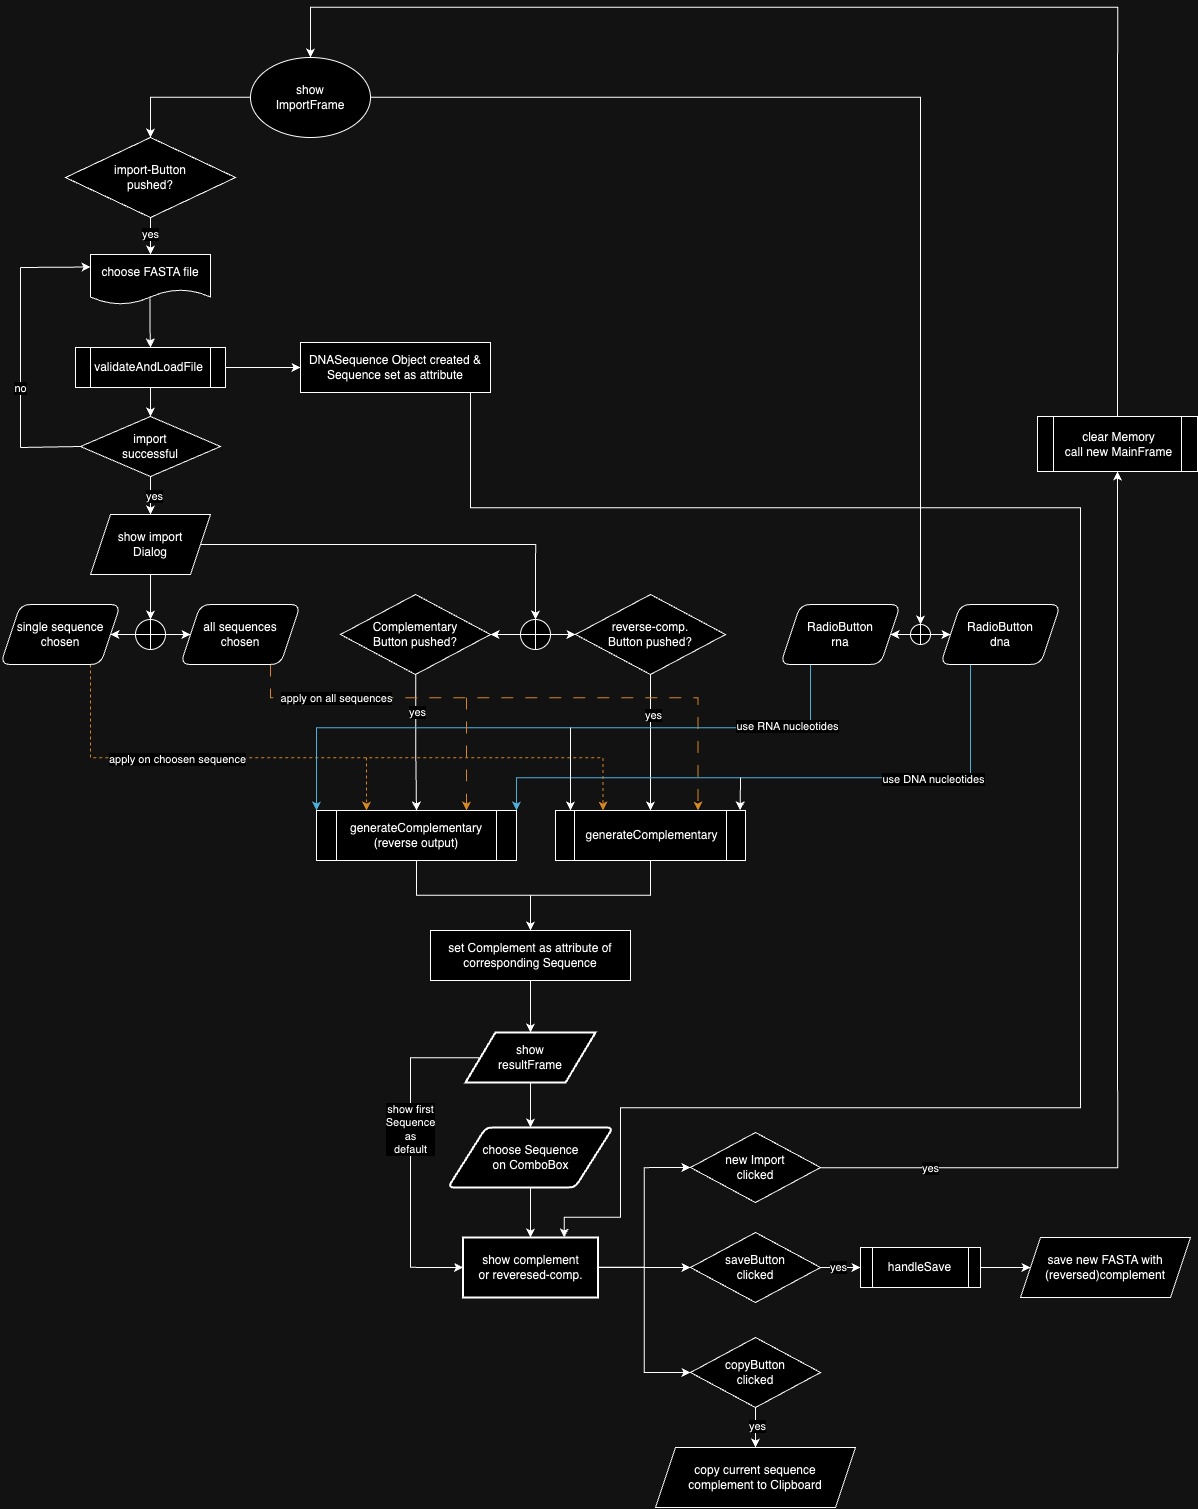 show
ImportFrame
import-Button
pushed?
yes
choose FASTA file
validateAndLoadFile
DNASequence Object created &
Sequence set as attribute
no
import
successful
clear Memory
call new MainFrame
yes
show import
Dialog
single sequence
chosen
all sequences
chosen
Complementary
Button pushed?
reverse-comp.
Button pushed?
RadioButton
rna
RadioButton
dna
apply on all sequences
yes
yes
use RNA nucleotides
apply on choosen sequence
use DNA nucleotides
generateComplementary
(reverse output)
generateComplementary
set Complement as attribute of
corresponding Sequence
show
resultFrame
show first
Sequence
as
default
choose Sequence
on ComboBox
new Import
clicked
yes
show complement
or reveresed-comp.
saveButton
clicked
yes
handleSave
save new FASTA with
(reversed)complement
copyButton
clicked
yes
copy current sequence
complement to Clipboard